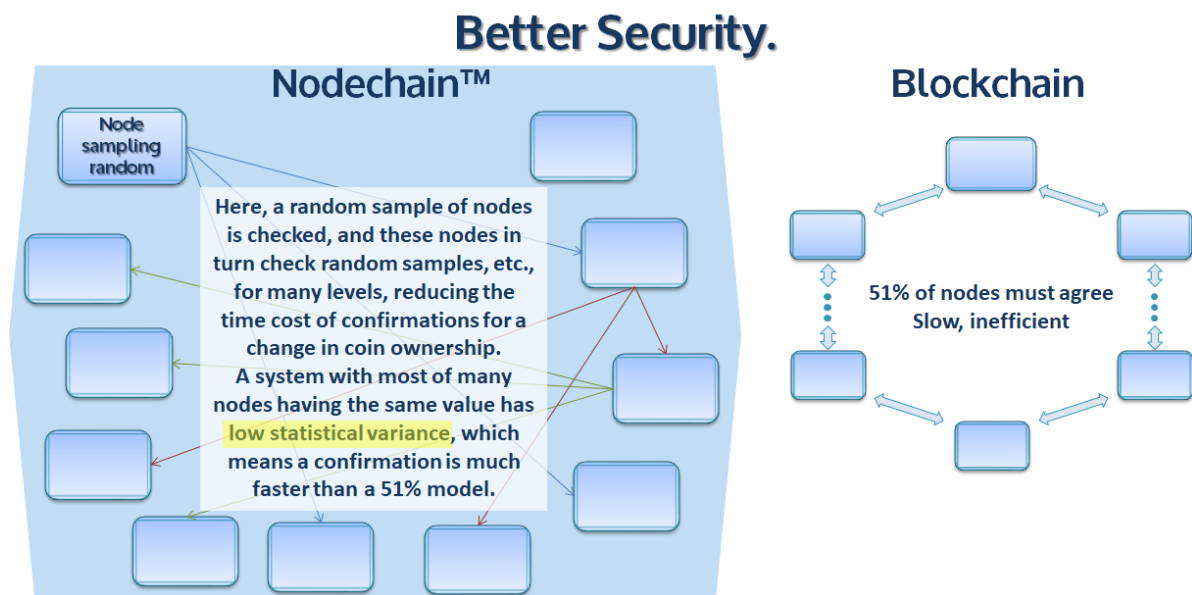 Better Security.
Nodechain™
Node
sampling
random
Here, a random sample of nodes
is checked, and these nodes in
turn check random samples, etc.,
for many levels, reducing the
time cost of confirmations for a
change in coin ownership.
A system with most of many
nodes having the same value has
low statistical variance, which
means a confirmation is much
faster than a 51% model.
Blockchain
51% of nodes must agree
Slow, inefficient